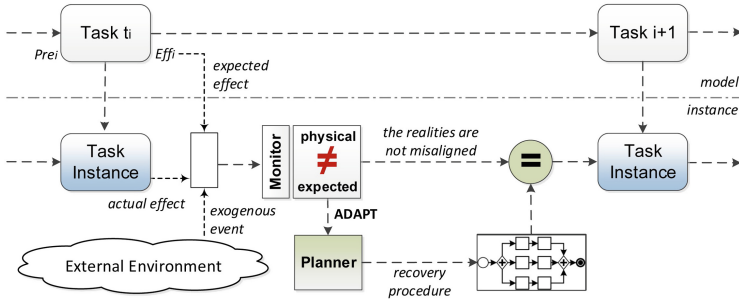 Task ti
Task i+1
Prei
Effi
expected
effect
model
instance
Task
Instance
Monitor
physical
≠
expected
the realities are
not misaligned
=
Task
Instance
actual effect
exogenous
event
ADAPT
External Environment
Planner
recovery
procedure